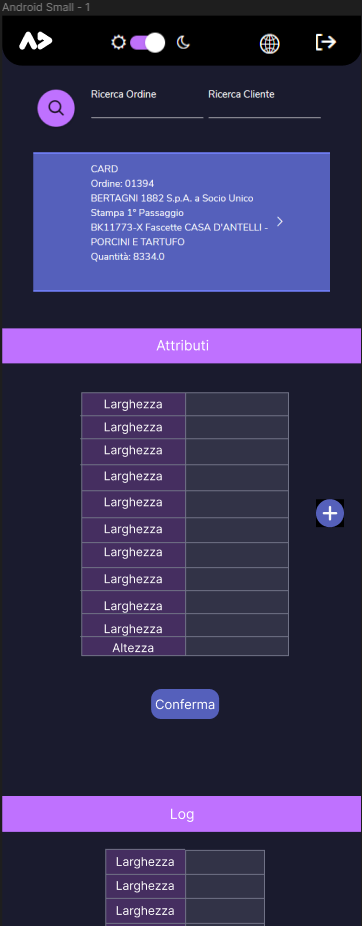 Android Small - 1
Ricerca Ordine
Ricerca Cliente
CARD
Ordine: 01394
BERTAGNI 1882 S.p.A. a Socio Unico
Stampa 1° Passaggio
BK11773-X Fascette CASA D'ANTELLI -
PORCINI E TARTUFO
Quantità: 8334.0
Attributi
Larghezza
Larghezza
Larghezza
Larghezza
Larghezza
Larghezza
Larghezza
Larghezza
Larghezza
Larghezza
Altezza
Conferma
Log
Larghezza
Larghezza
Larghezza